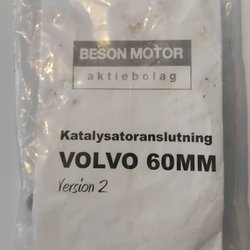 BESON MOTOR
aktiebolag
Katalysatoranslutning
VOLVO 60MM
Version 2